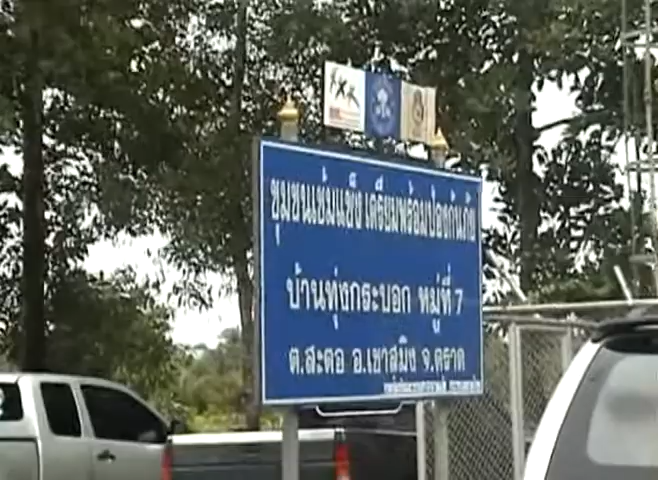 ชุมชนเข้มแข็ง เตรียมพร้อมป้องกันภัย
บ้านทุ่งกระบอก หมู่ที่ 7
ต.สะตอ อ.เขาสมิง จ.ตราด